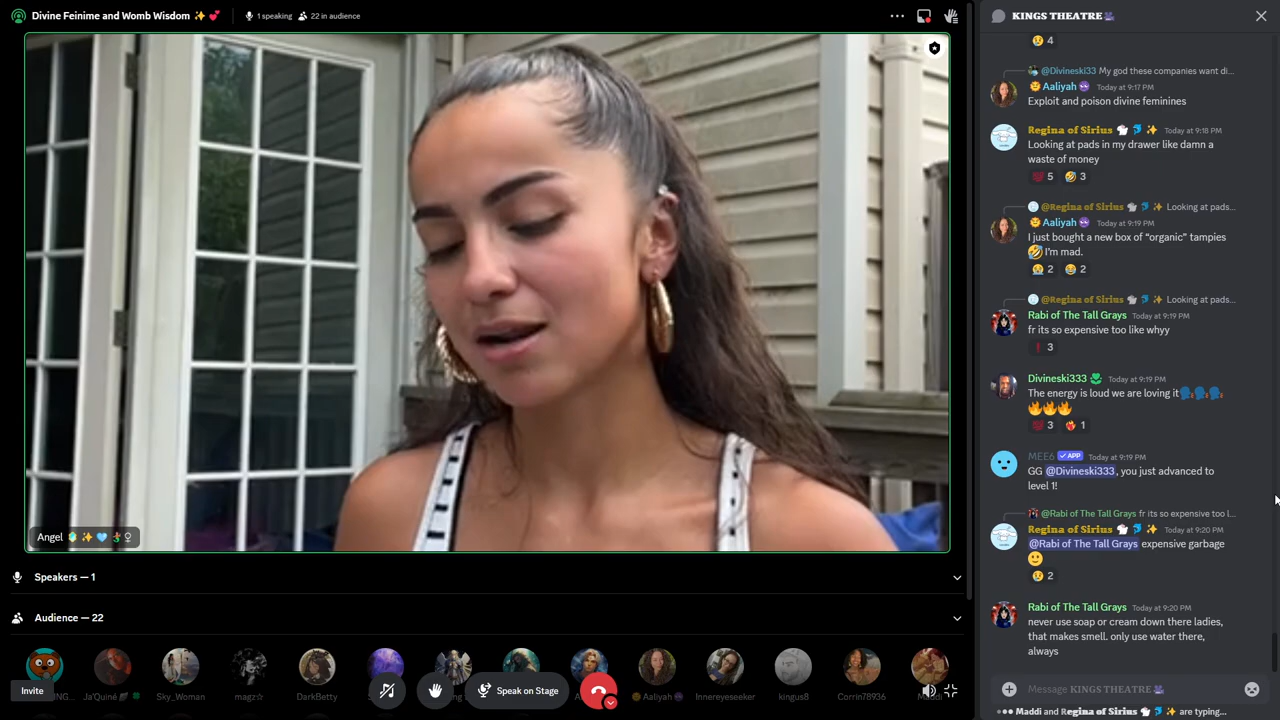 Divine Feinime and Womb Wisdom ✨ 💕
1 speaking 22 in audience
Angel
Speakers — 1
Audience — 22
Ja'Quiné
Sky_Woman
magz☆
DarkBetty
Aaliyah
Innereyeseeker
kingus8
Corrin78936
Maddi
Invite
Speak on Stage
KINGS THEATRE
4
@Divineski33 My god these companies want di...
Aaliyah Today at 9:17 PM
Exploit and poison divine feminines
Regina of Sirius Today at 9:18 PM
Looking at pads in my drawer like damn a
waste of money
5 3
@Regina of Sirius Looking at pads...
Aaliyah Today at 9:19 PM
I just bought a new box of “organic” tampies
🤣 I'm mad.
2 2
@Regina of Sirius Looking at pads...
Rabi of The Tall Grays Today at 9:19 PM
fr its so expensive too like whyy
3
Divineski333 Today at 9:19 PM
The energy is loud we are loving it🗣️🗣️🗣️
🔥🔥🔥
3 1
MEE6 ✓ APP Today at 9:19 PM
GG @Divineski333, you just advanced to
level 1!
@Rabi of The Tall Grays fr its so expensive too l...
Regina of Sirius Today at 9:20 PM
@Rabi of The Tall Grays expensive garbage
🙂
2
Rabi of The Tall Grays Today at 9:20 PM
never use soap or cream down there ladies,
that makes smell. only use water there,
always
Message KINGS THEATRE
Maddi and Regina of Sirius are typing...